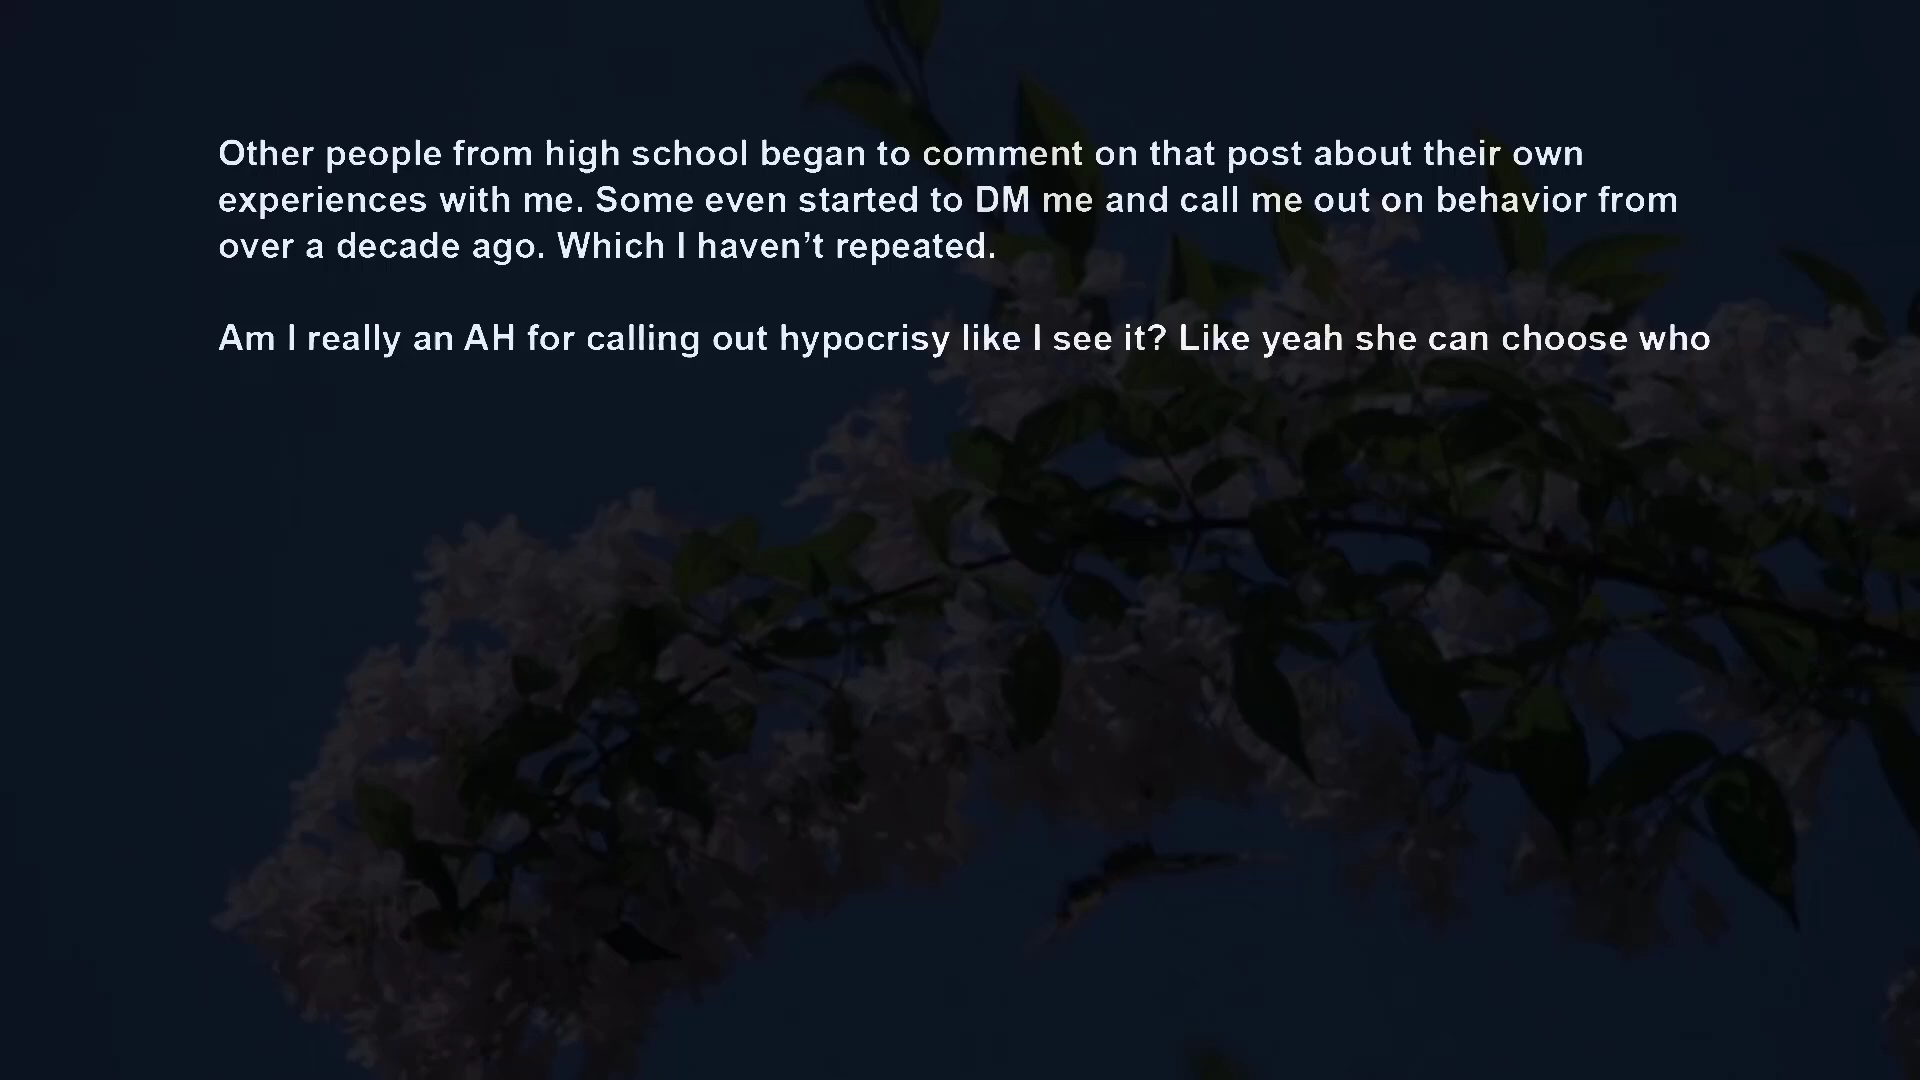 Other people from high school began to comment on that post about their own
experiences with me. Some even started to DM me and call me out on behavior from
over a decade ago. Which I haven’t repeated.
Am I really an AH for calling out hypocrisy like I see it? Like yeah she can choose who